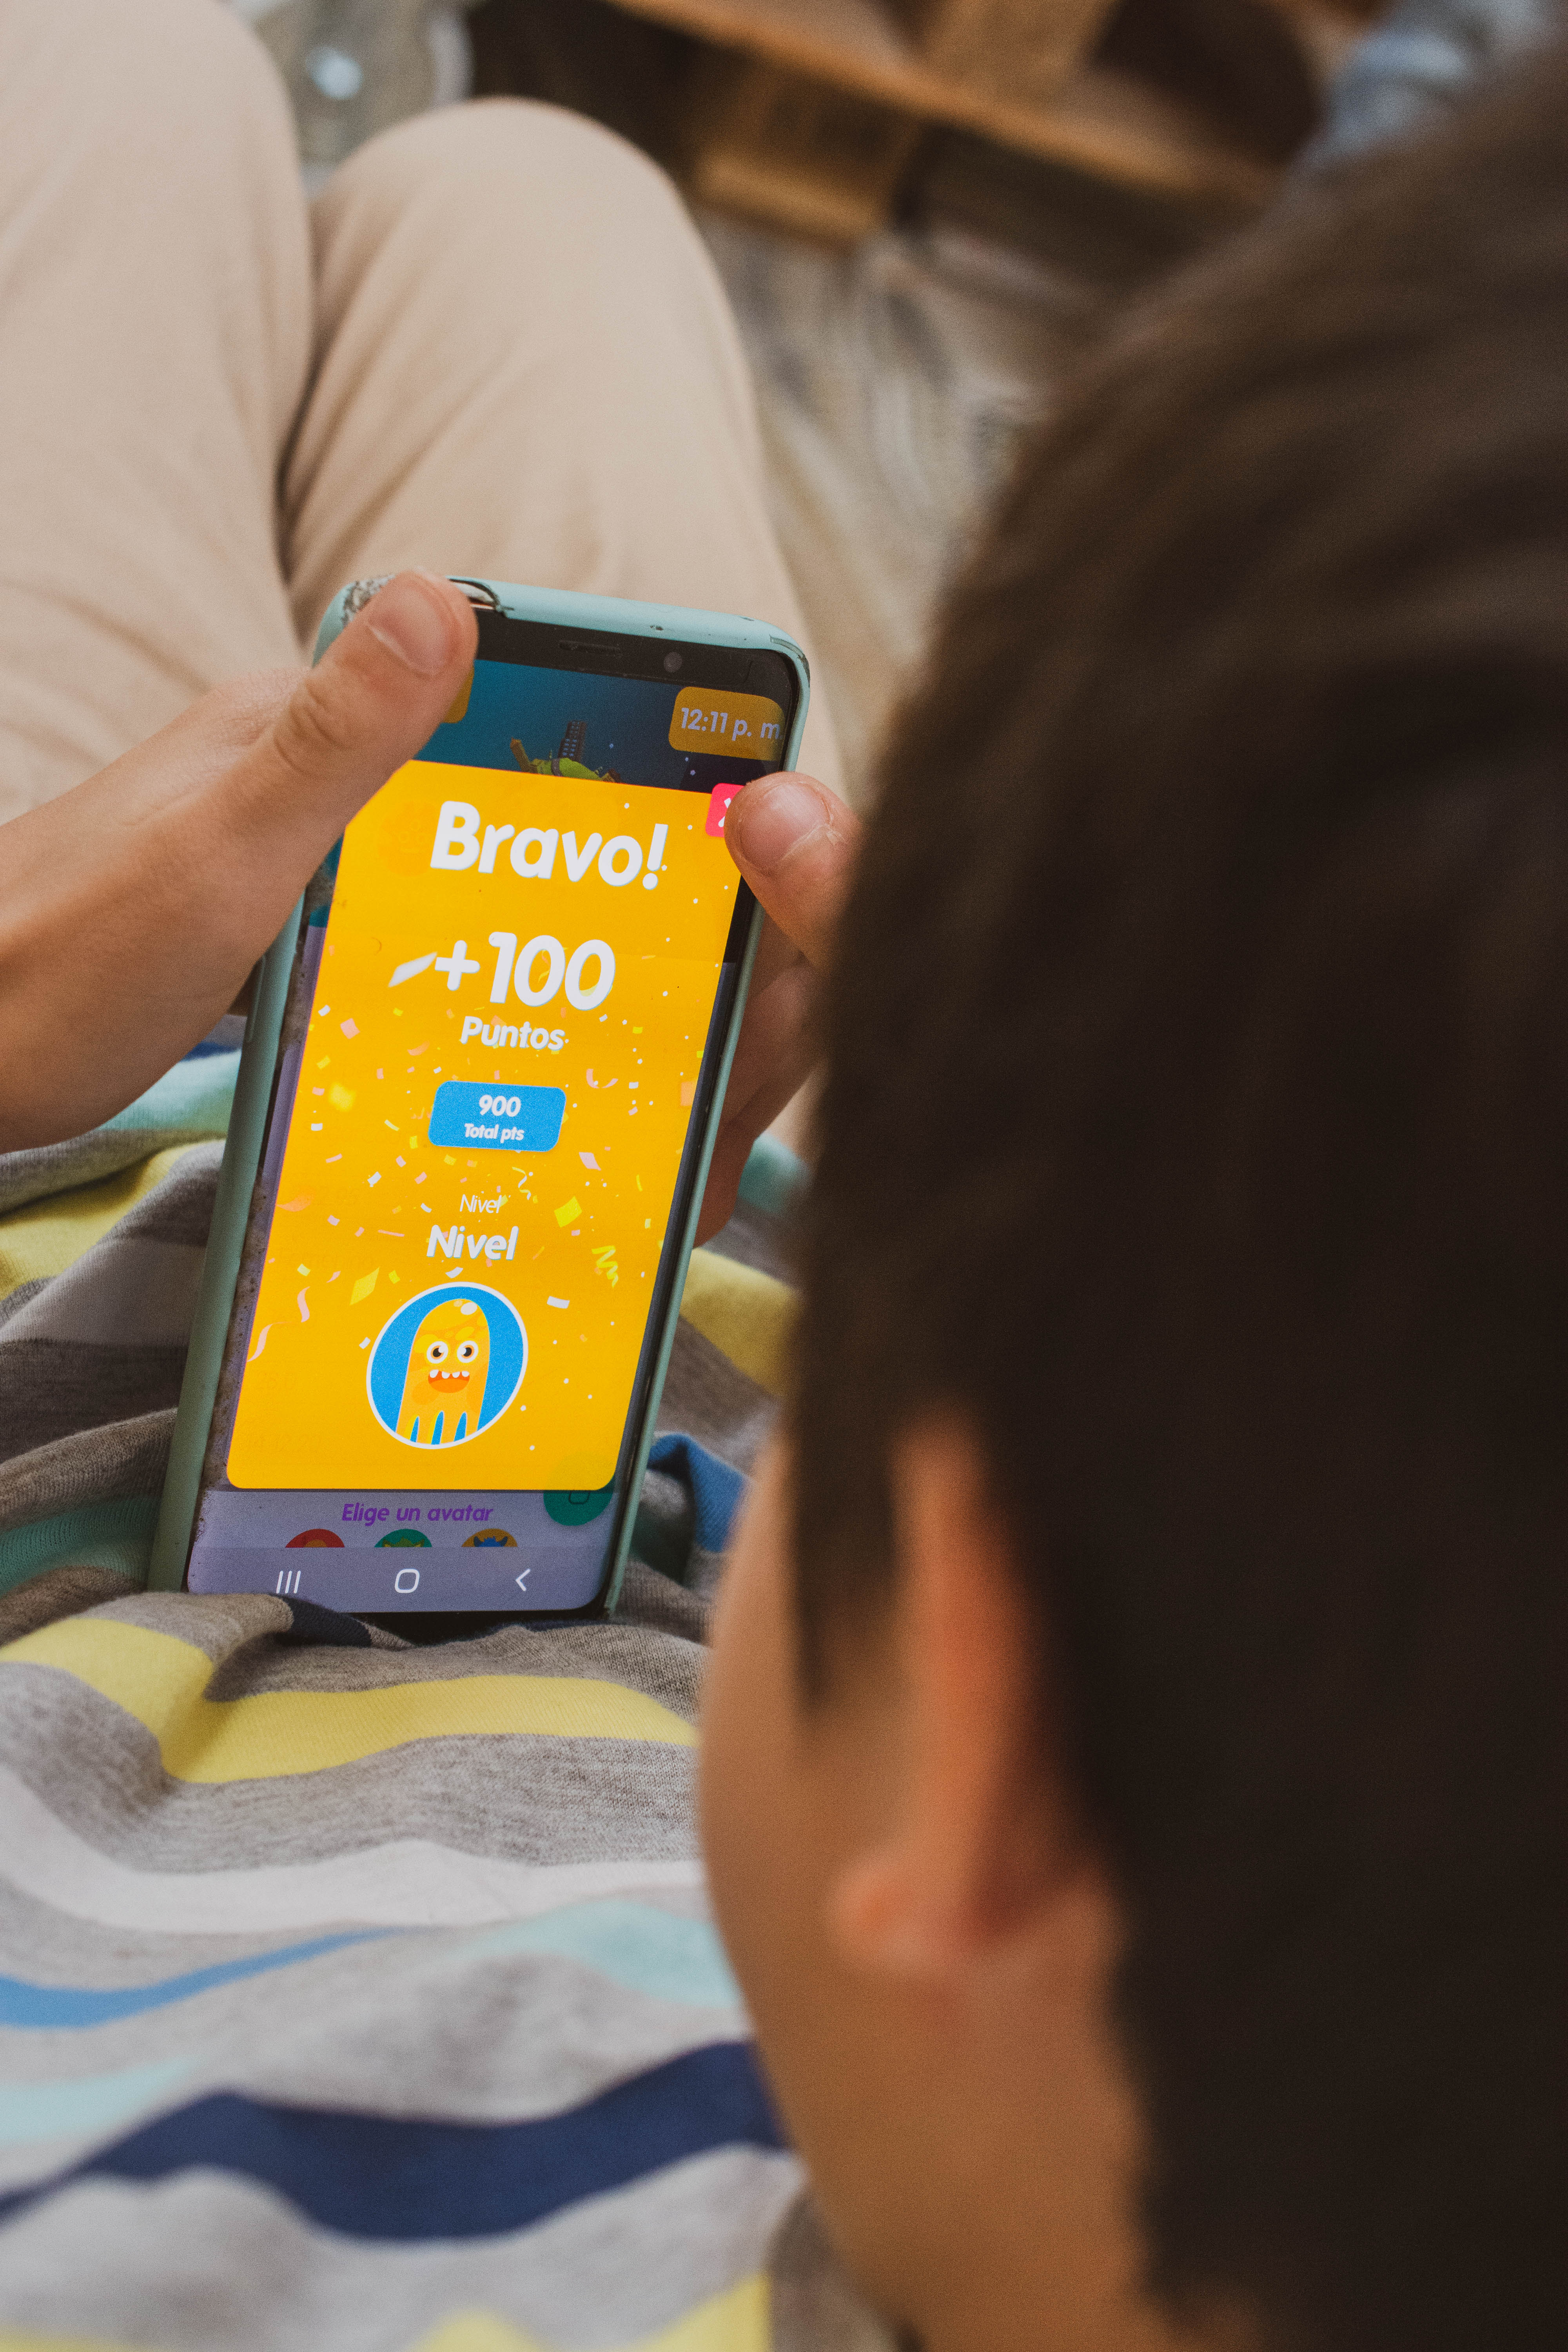 12:11 p. m.
Bravo!
+100
Puntos
900
Total pts
Nivel
Nivel
Elige un avatar